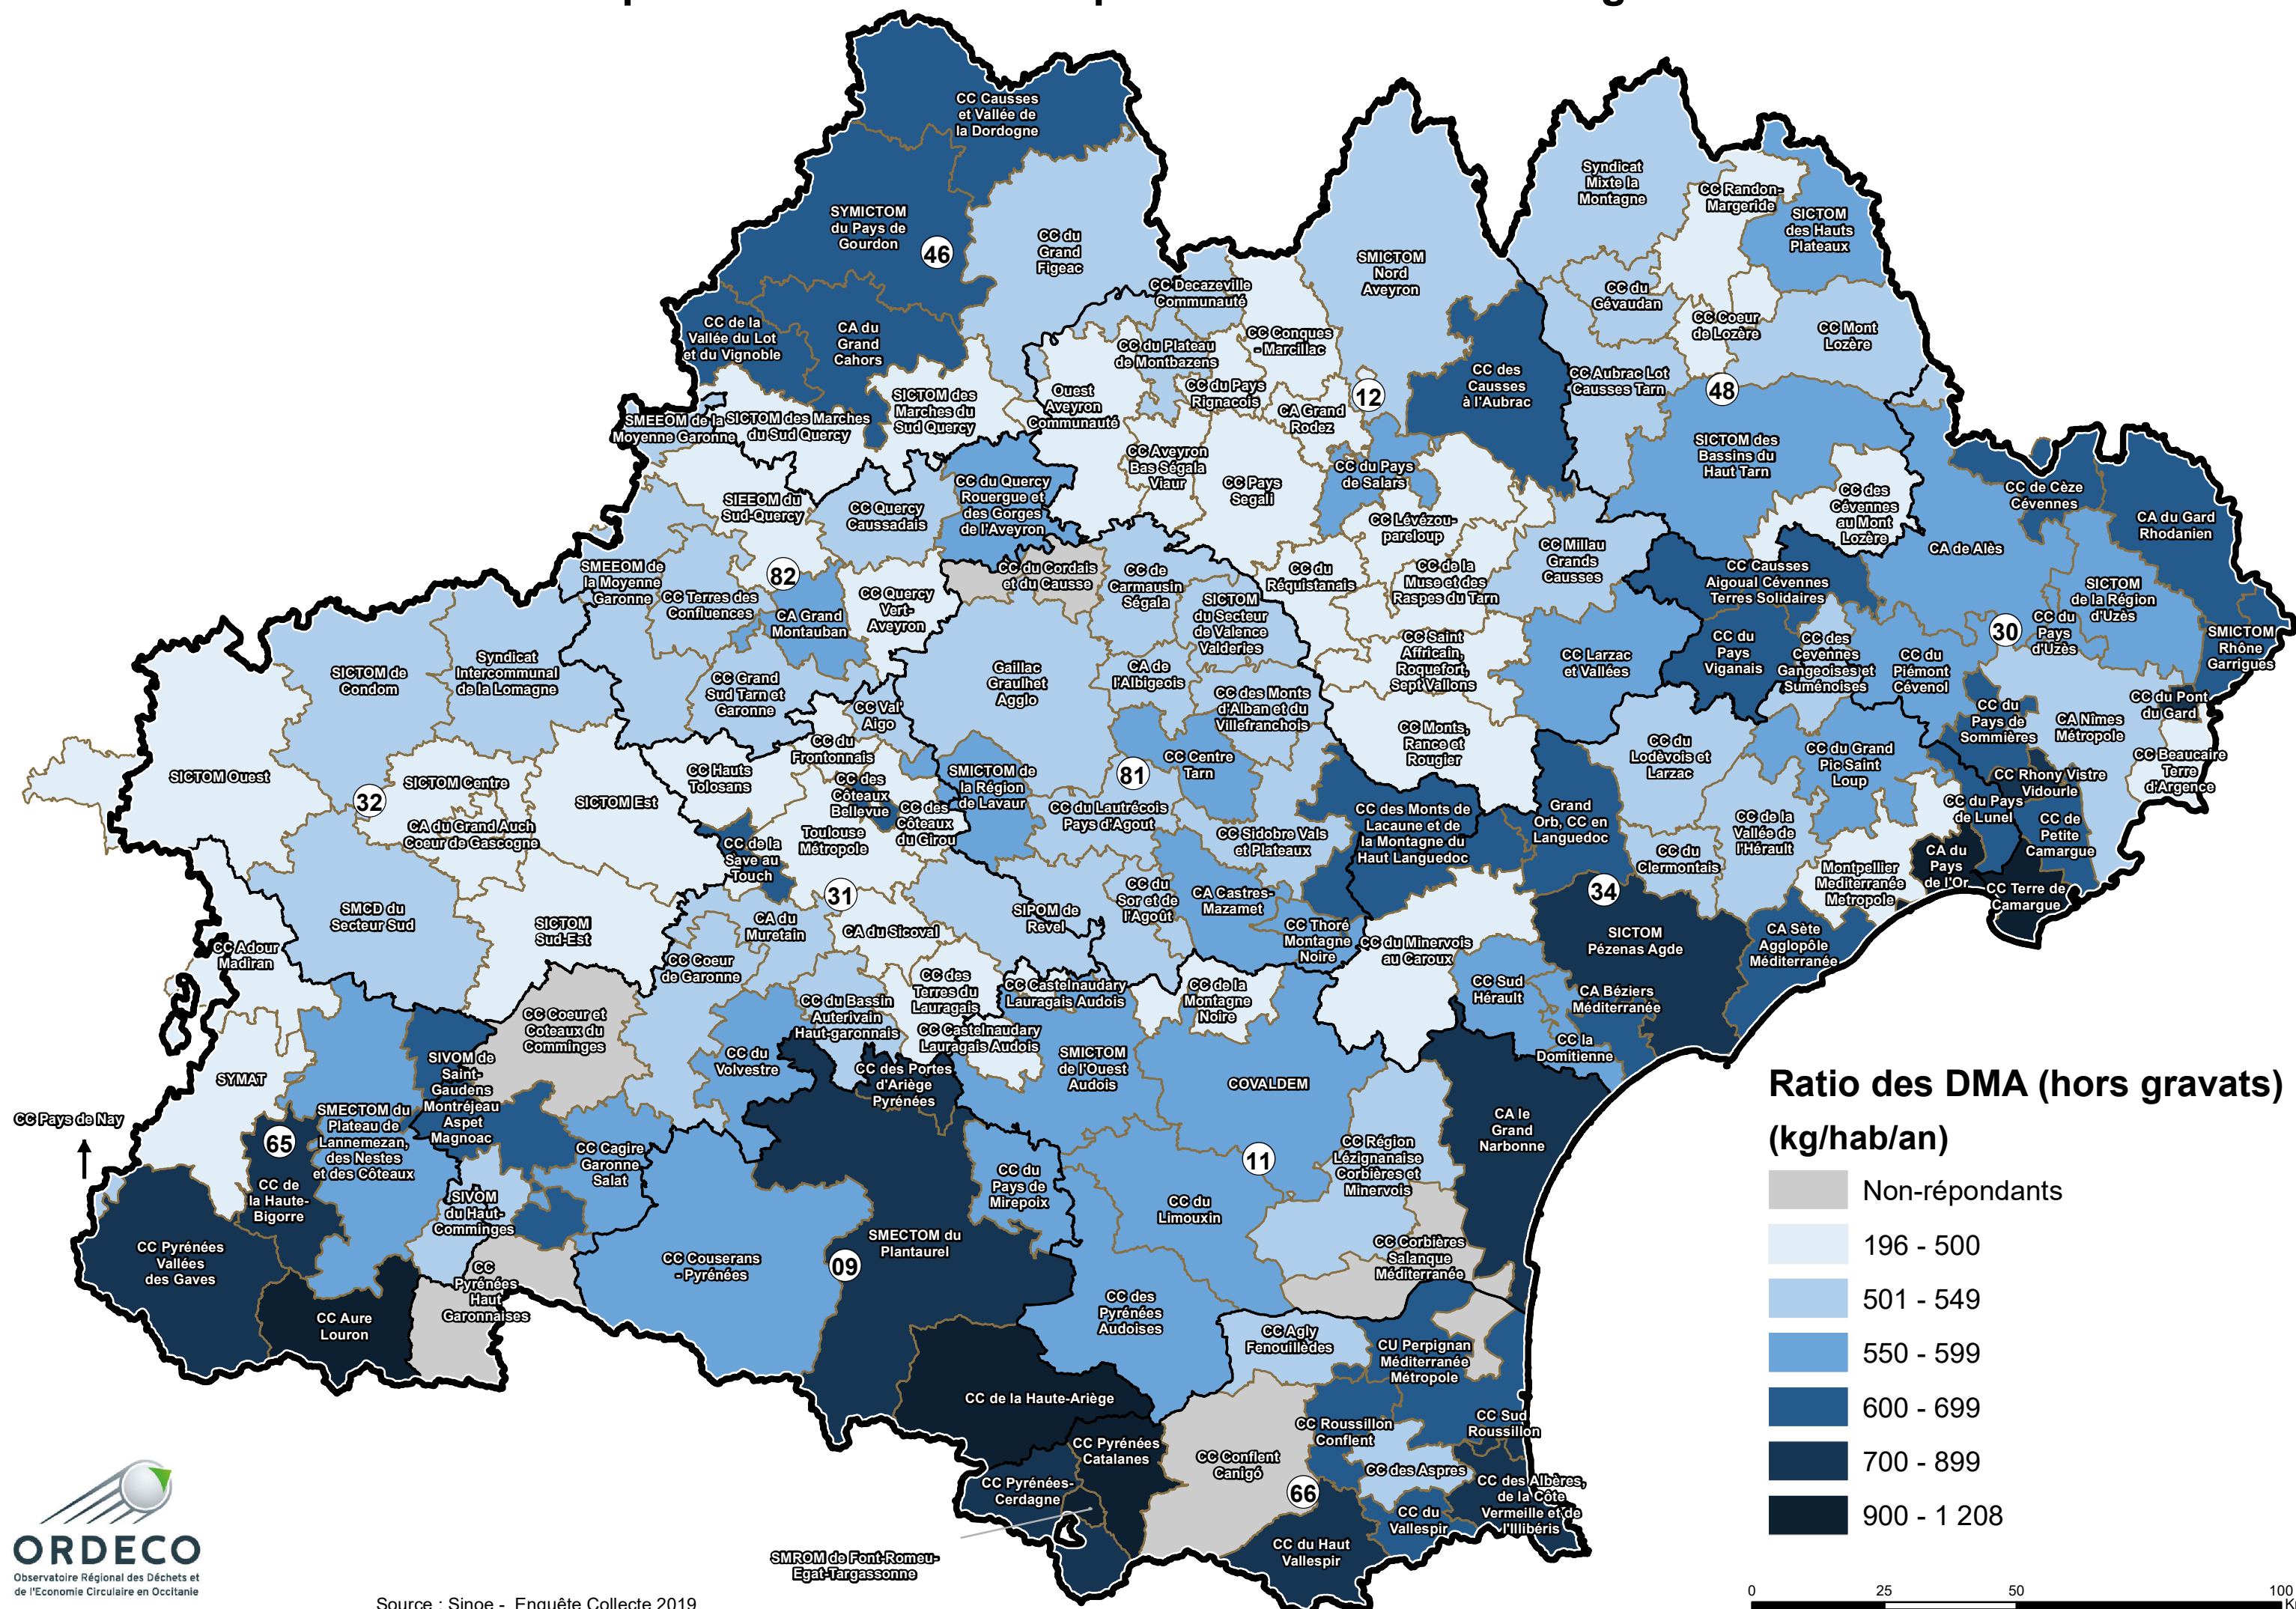 CC Causses
et Vallée de
la Dordogne
SYMICTOM
du Pays de
Gourdon
46
CC du
Grand
Figeac
CC de la
Vallée du Lot
et du Vignoble
CA du
Grand
Cahors
SMICTOM
Nord
Aveyron
Syndicat
Mixte la
Montagne
CC Randon-
Margeride
SICTOM
des Hauts
Plateaux
CC du
Gévaudan
CC Coeur
de Lozère
CC Mont
Lozère
CC Aubrac Lot
Causses Tarn
48
CC Decazeville
Communauté
CC du Plateau
de Montbazens
CC Conques
- Marcillac
CC du Pays
Rignacois
Ouest
Aveyron
Communauté
CA Grand
Rodez
12
CC des
Causses
à l'Aubrac
SMEEOM de la
Moyenne Garonne
SICTOM des Marches
du Sud Quercy
SICTOM des
Marches du
Sud Quercy
CC Aveyron
Bas Ségala
Viaur
CC Pays
Segali
CC du Pays
de Salars
CC Lévézou-
pareloup
SICTOM des
Bassins du
Haut Tarn
CC des
Cévennes
au Mont
Lozère
CC de Cèze
Cévennes
CA du Gard
Rhodanien
CA de Alès
SIEEOM du
Sud-Quercy
CC Quercy
Caussadais
CC du Quercy
Rouergue et
des Gorges
de l'Aveyron
82
SMEEOM de
la Moyenne
Garonne
CC Terres des
Confluences
CA Grand
Montauban
CC Quercy
Vert-
Aveyron
CC du Cordais
et du Causse
CC de
Carmausin
Ségala
SICTOM
du Secteur
de Valence
Valderies
CC du
Réquistanais
CC de la
Muse et des
Raspes du Tarn
CC Millau
Grands
Causses
CC Causses
Aigoual Cévennes
Terres Solidaires
SICTOM
de la Région
d'Uzès
30
CC du
Pays
d'Uzès
SMICTOM
Rhône
Garrigues
CC Saint
Affricain,
Roquefort,
Sept Vallons
CC Larzac
et Vallées
CC du
Pays
Viganais
CC des
Cevennes
Gangeoises et
Suménoises
CC du
Piémont
Cévenol
CC du
Pays de
Sommières
CA Nîmes
Métropole
CC du Pont
du Gard
CC Beaucaire
Terre
d'Argence
SICTOM de
Condom
Syndicat
Intercommunal
de la Lomagne
CC Grand
Sud Tarn et
Garonne
Gaillac
Graulhet
Agglo
CA de
l'Albigeois
CC des Monts
d'Alban et du
Villefranchois
CC Monts,
Rance et
Rougier
CC du
Lodèvois et
Larzac
CC du Grand
Pic Saint
Loup
CC Rhony Vistre
Vidourle
CC du Pays
de Lunel
CC de
Petite
Camargue
SICTOM Ouest
32
SICTOM Centre
CA du Grand Auch
Coeur de Gascogne
SICTOM Est
CC Hauts
Tolosans
CC Val'
Aigo
CC du
Frontonnais
CC des
Côteaux
Bellevue
CC des
Côteaux
du Girou
SMICTOM de
la Région
de Lavaur
81
CC Centre
Tarn
CC du Lautrécois
Pays d'Agout
CC Sidobre Vals
et Plateaux
CC des Monts de
Lacaune et de
la Montagne du
Haut Languedoc
Grand
Orb, CC en
Languedoc
CC du
Clermontais
CC de la
Vallée de
l'Hérault
Montpellier
Mediterranée
Metropole
CA du
Pays
de l'Or
CC Terre de
Camargue
CC de la
Save au
Touch
Toulouse
Métropole
31
SMCD du
Secteur Sud
SICTOM
Sud-Est
CA du
Muretain
CA du Sicoval
SIPOM de
Revel
CC du
Sor et de
l'Agoût
CA Castres-
Mazamet
CC Thoré
Montagne
Noire
CC du Minervois
au Caroux
34
SICTOM
Pézenas Agde
CA Sète
Agglopôle
Méditerranée
CC Adour
Madiran
CC Coeur
de Garonne
CC du Bassin
Auterivain
Haut-garonnais
CC des
Terres du
Lauragais
CC Castelnaudary
Lauragais Audois
CC Castelnaudary
Lauragais Audois
CC de la
Montagne
Noire
CC Sud
Hérault
CA Béziers
Méditerranée
CC la
Domitienne
CC Coeur et
Coteaux du
Comminges
SYMAT
SIVOM de
Saint-
Gaudens
Montréjeau
Aspet
Magnoac
CC du
Volvestre
CC des Portes
d'Ariège
Pyrénées
SMICTOM
de l'Ouest
Audois
COVALDEM
CA le
Grand
Narbonne
CC Pays de Nay
65
SMECTOM du
Plateau de
Lannemezan,
des Nestes
et des Côteaux
CC Cagire
Garonne
Salat
CC du
Pays de
Mirepoix
11
CC Région
Lézignanaise
Corbières et
Minervois
CC de
la Haute-
Bigorre
SIVOM
du Haut-
Comminges
CC du
Limouxin
CC Pyrénées
Vallées
des Gaves
CC
Pyrénées
Haut
Garonnaises
CC Couserans
- Pyrénées
09
SMECTOM du
Plantaurel
CC Corbières
Salanque
Méditerranée
CC Aure
Louron
CC des
Pyrénées
Audoises
CC Agly
Fenouillèdes
CU Perpignan
Méditerranée
Métropole
CC de la Haute-Ariège
CC Roussillon
Conflent
CC Sud
Roussillon
CC Pyrénées
Catalanes
CC Conflent
Canigó
CC des Aspres
66
CC Pyrénées-
Cerdagne
CC des Albères,
de la Côte
Vermeille et de
l'Illibéris
CC du
Vallespir
CC du Haut
Vallespir
SMROM de Font-Romeu-
Egat-Targassonne
Ratio des DMA (hors gravats)
(kg/hab/an)
Non-répondants
196 - 500
501 - 549
550 - 599
600 - 699
700 - 899
900 - 1 208
0 25 50 100
ORDECO
Observatoire Régional des Déchets et
de l'Economie Circulaire en Occitanie
Source : Sinoe - Enquête Collecte 2019